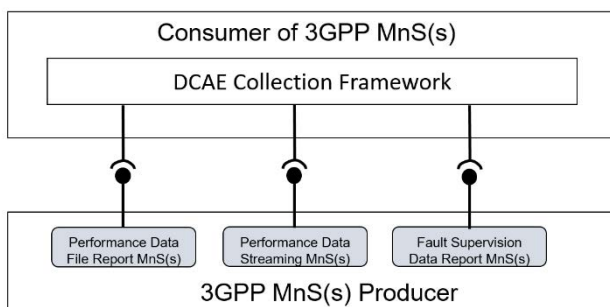 Consumer of 3GPP MnS(s)
DCAE Collection Framework
Performance Data
File Report MnS(s)
Performance Data
Streaming MnS(s)
Fault Supervision
Data Report MnS(s)
3GPP MnS(s) Producer